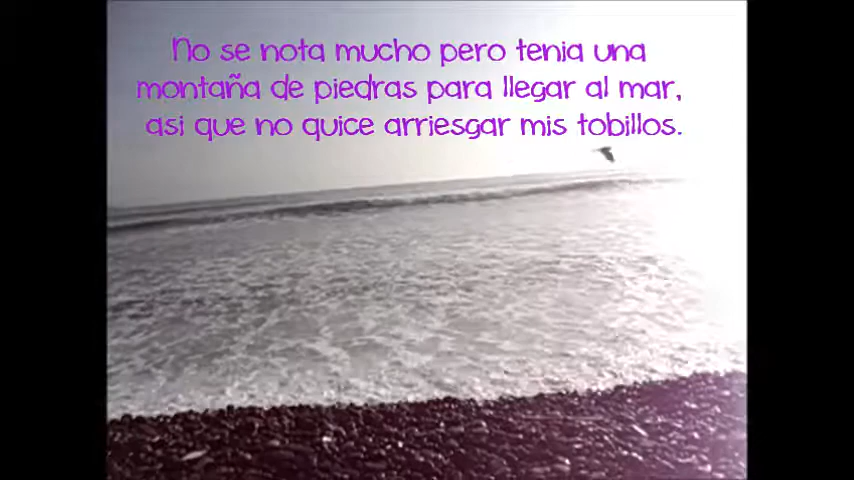 No se nota mucho pero tenia una
montaña de piedras para llegar al mar,
asi que no quice arriesgar mis tobillos.